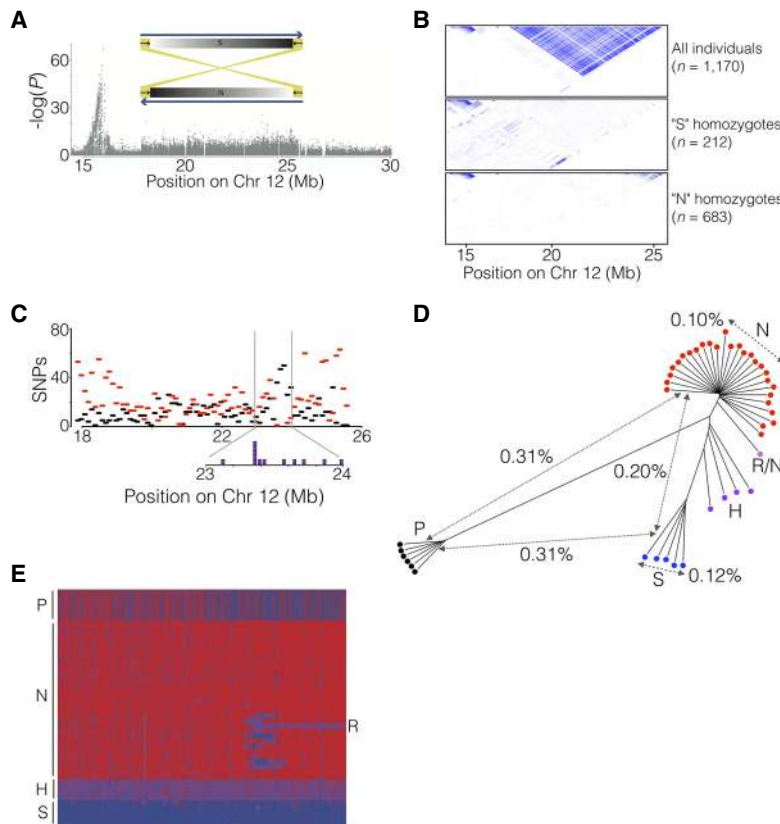 A
S
N
-log(P)
60
30
0
15
20
25
30
Position on Chr 12 (Mb)
B
All individuals
(n = 1,170)
"S" homozygotes
(n = 212)
"N" homozygotes
(n = 683)
15
20
25
Position on Chr 12 (Mb)
C
80
40
0
SNPs
18
22
26
23
24
Position on Chr 12 (Mb)
D
0.10%
N
0.31%
0.20%
R/N
H
P
0.31%
S
0.12%
E
P
N
R
H
S